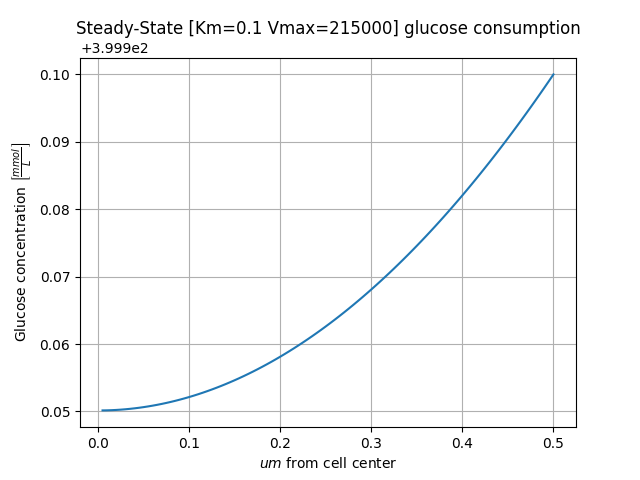 Steady-State [Km=0.1 Vmax=215000] glucose consumption
+3.999e2
0.10
0.09
0.08
0.07
0.06
0.05
Glucose concentration [mmol/L]
0.0 0.1 0.2 0.3 0.4 0.5
um from cell center